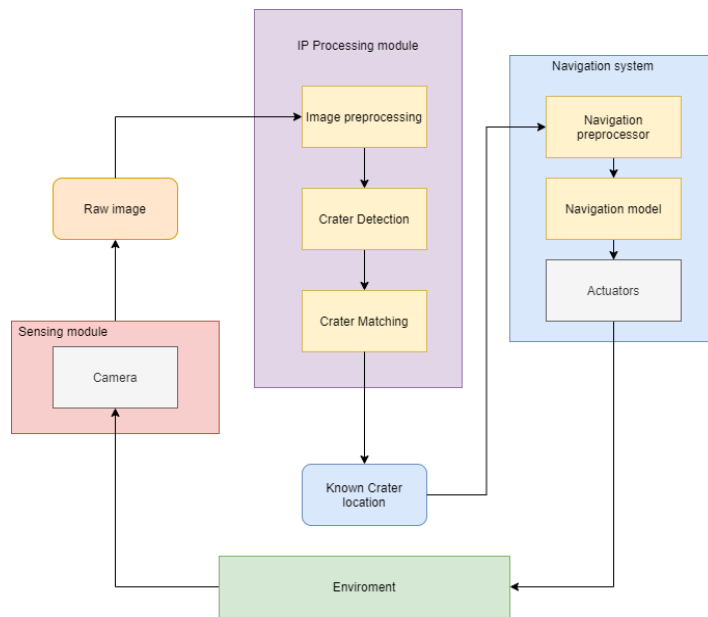 IP Processing module
Navigation system
Image preprocessing
Navigation
preprocessor
Raw image
Crater Detection
Navigation model
Actuators
Crater Matching
Sensing module
Camera
Known Crater
location
Enviroment